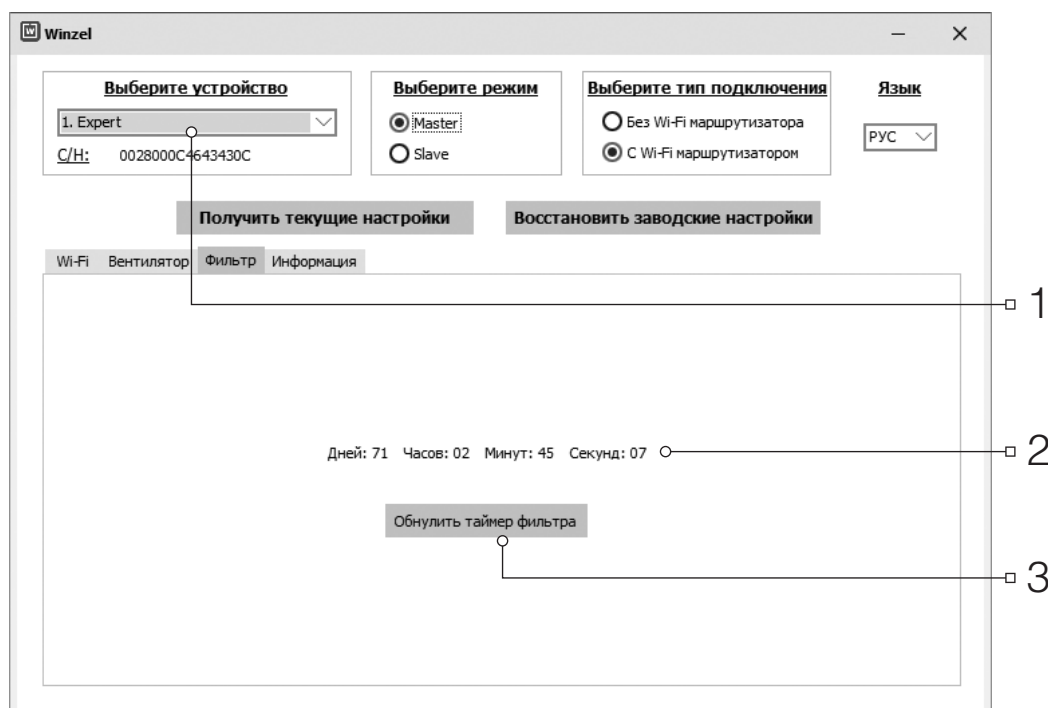 Winzel
Выберите устройство
1. Expert
С/Н: 0028000C4643430C
Выберите режим
Master
Slave
Выберите тип подключения
Без Wi-Fi маршрутизатора
С Wi-Fi маршрутизатором
Язык
РУС
Получить текущие настройки
Восстановить заводские настройки
Wi-Fi Вентилятор Фильтр Информация
1
Дней: 71 Часов: 02 Минут: 45 Секунд: 07
2
Обнулить таймер фильтра
3